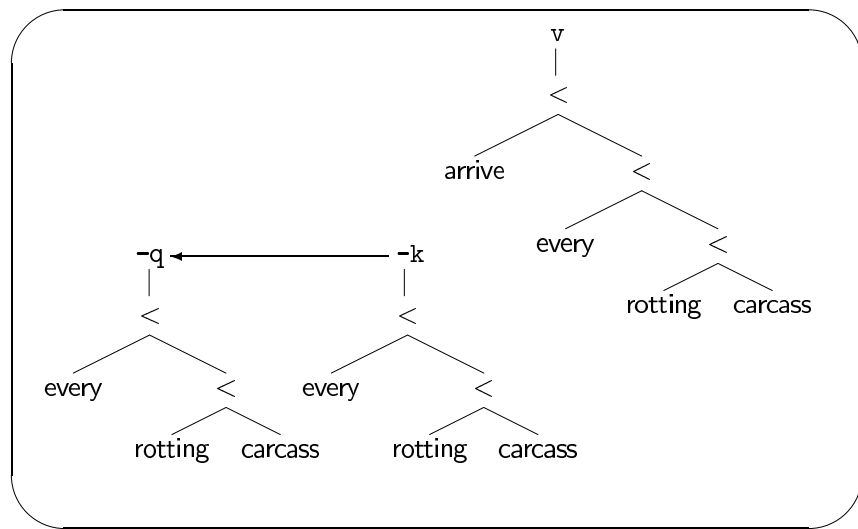 v
<
arrive <
every <
-q -k
rotting carcass
< <
every < every <
rotting carcass rotting carcass